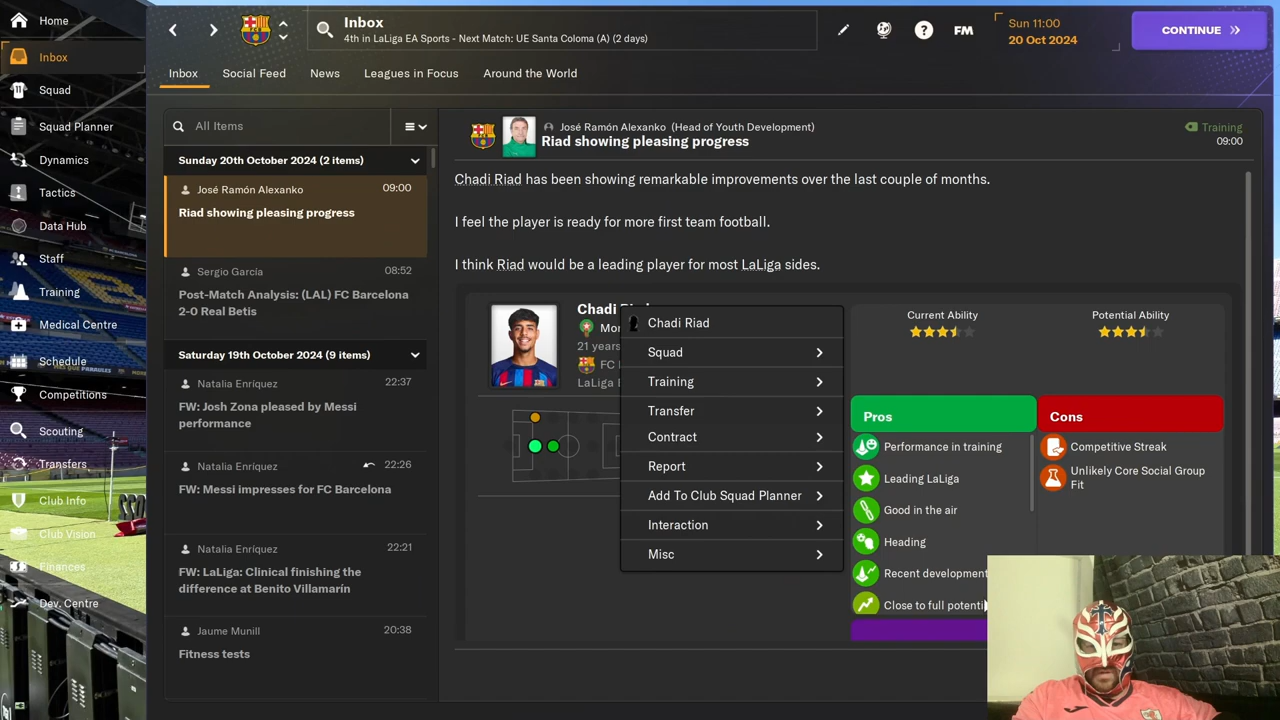 Home
Inbox
Squad
Squad Planner
Dynamics
Tactics
Data Hub
Staff
Training
Medical Centre
Schedule
Competitions
Scouting
Transfers
Club Info
Club Vision
Finances
Dev. Centre
Inbox
4th in LaLiga EA Sports - Next Match: UE Santa Coloma (A) (2 days)
FM
Sun 11:00
20 Oct 2024
CONTINUE
Inbox Social Feed News Leagues in Focus Around the World
All Items
Sunday 20th October 2024 (2 items)
José Ramón Alexanko 09:00
Riad showing pleasing progress
Sergio García 08:52
Post-Match Analysis: (LAL) FC Barcelona
2-0 Real Betis
Saturday 19th October 2024 (9 items)
Natalia Enríquez 22:37
FW: Josh Zona pleased by Messi
performance
Natalia Enríquez 22:26
FW: Messi impresses for FC Barcelona
Natalia Enríquez 22:21
FW: LaLiga: Clinical finishing the
difference at Benito Villamarín
Jaume Munill 20:38
Fitness tests
José Ramón Alexanko (Head of Youth Development)
Riad showing pleasing progress
Training
09:00
Chadi Riad has been showing remarkable improvements over the last couple of months.
I feel the player is ready for more first team football.
I think Riad would be a leading player for most LaLiga sides.
Chadi
21 years
FC
LaLiga
Chadi Riad
Squad
Training
Transfer
Contract
Report
Add To Club Squad Planner
Interaction
Misc
Current Ability
Potential Ability
Pros
Performance in training
Leading LaLiga
Good in the air
Heading
Recent development
Close to full potenti
Cons
Competitive Streak
Unlikely Core Social Group
Fit